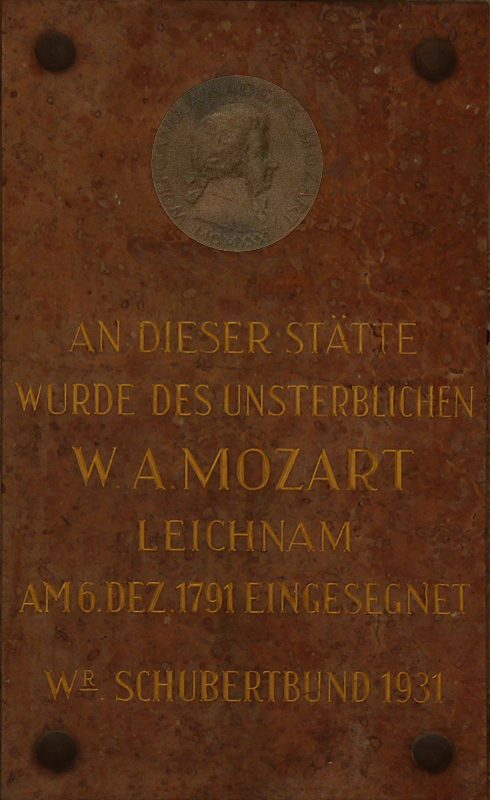 AN DIESER STÄTTE
WURDE DES UNSTERBLICHEN
W. A. MOZART
LEICHNAM
AM 6. DEZ. 1791 EINGESEGNET
WR. SCHUBERTBUND 1931